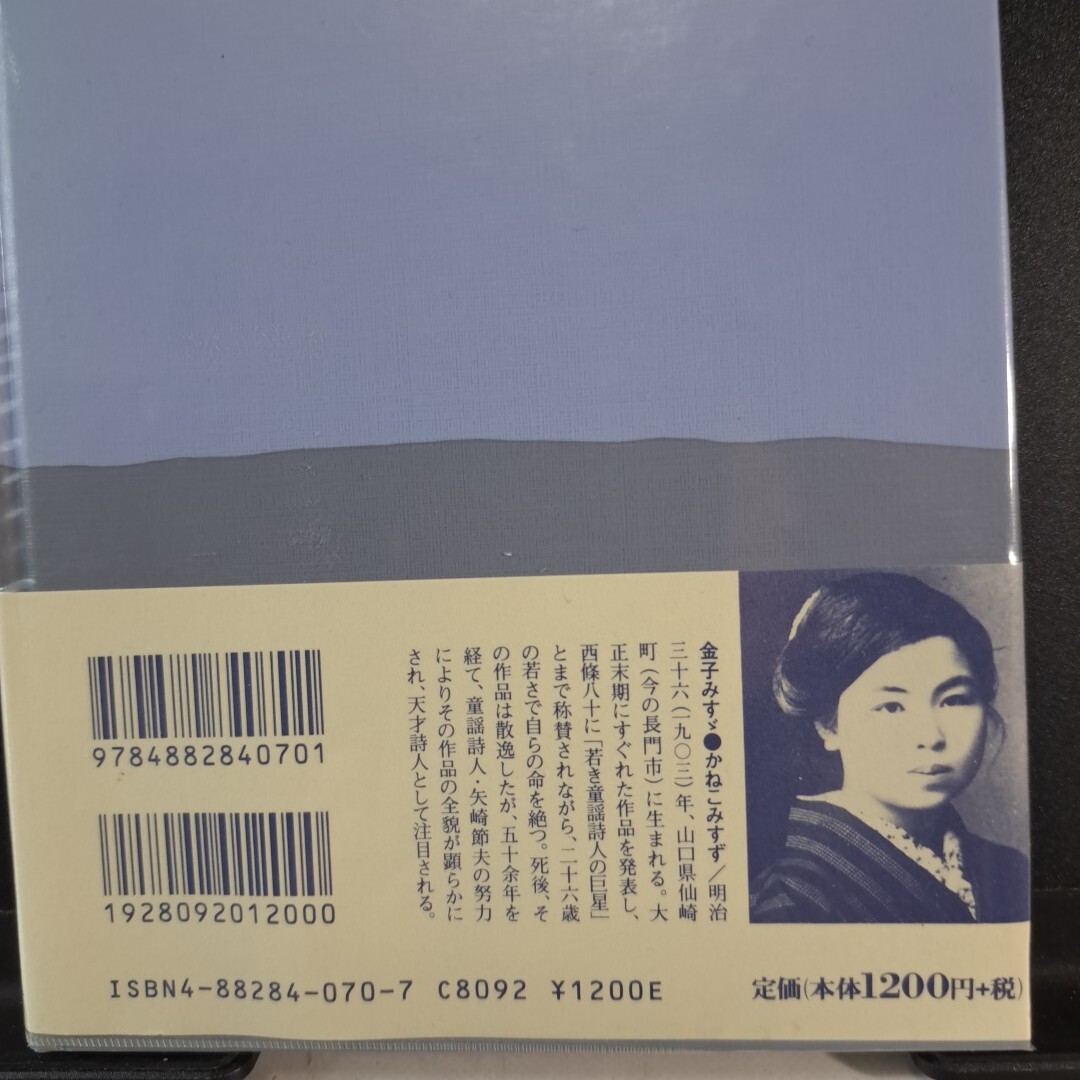 金子みすゞ●かねこみすず／明治
三十六（一九〇三）年、山口県仙崎
町（今の長門市）に生まれる。大
正末期にすぐれた作品を発表し、
西條八十に「若き童謡詩人の巨星」
とまで称賛されながら、二十六歳
の若さで自らの命を絶つ。死後、そ
の作品は散逸したが、五十余年を
経て、童謡詩人・矢崎節夫の努力
によりその作品の全貌が顕らかに
され、天才詩人として注目される。
9784882840701
1928092012000
ISBN4-88284-070-7 C8092 ¥1200E
定価(本体1200円+税)